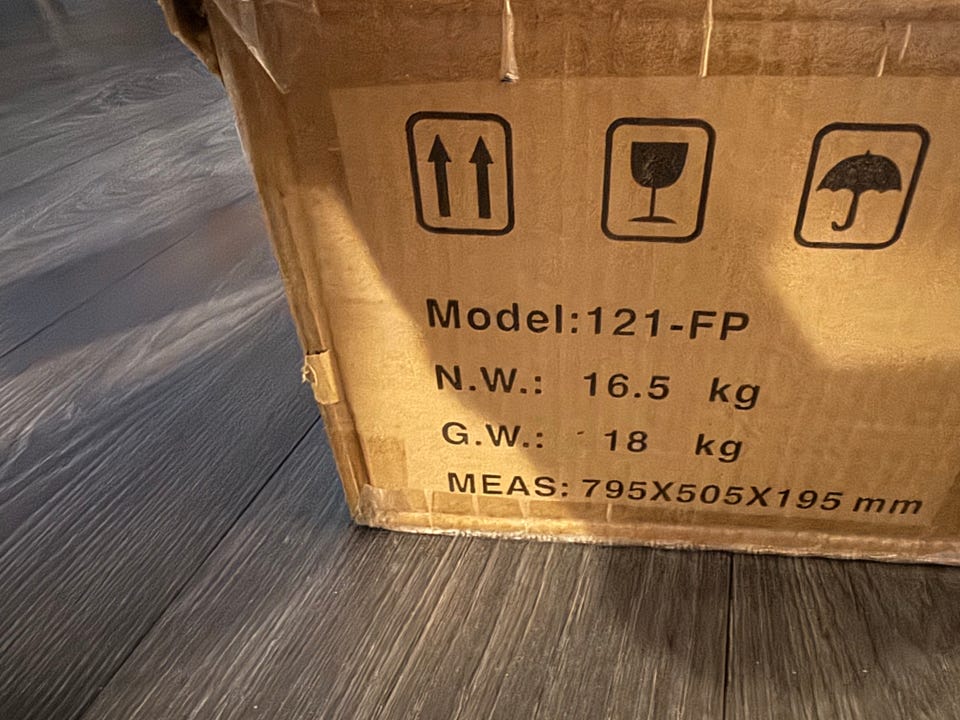 Model:121-FP
N.W.: 16.5 kg
G.W.: 18 kg
MEAS: 795X505X195 mm